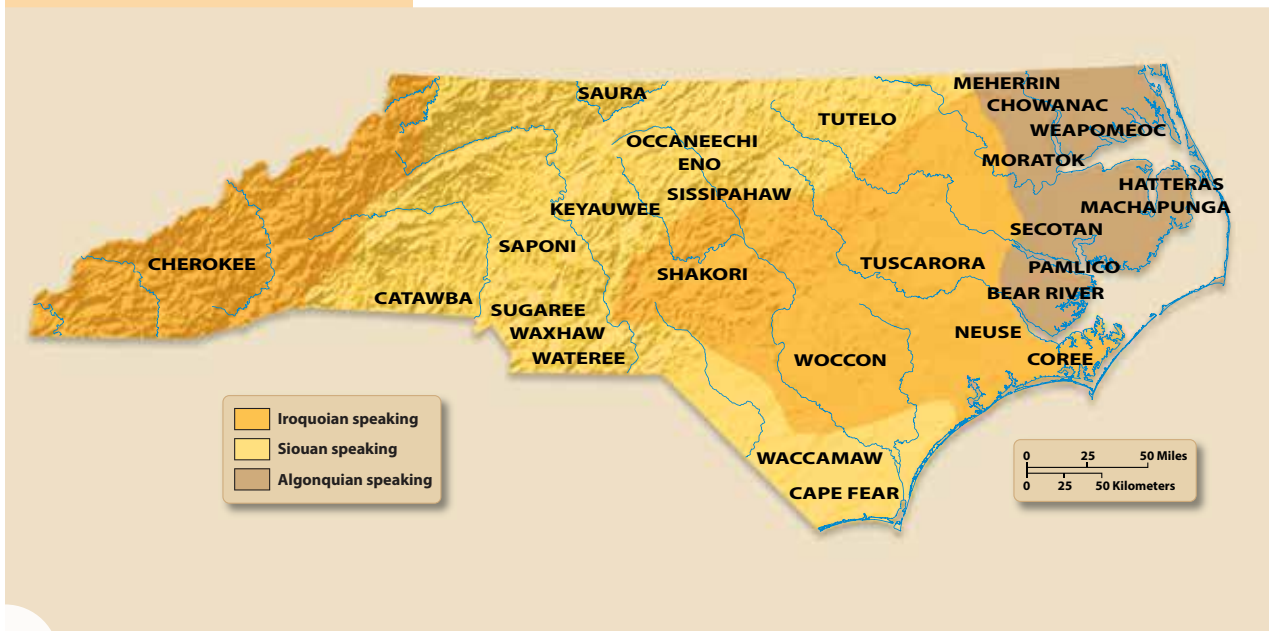 MEHERRIN
SAURA
CHOWANAC
TUTELO
WEAPOMEOC
OCCANEECHI
ENO
MORATOK
HATTERAS
SISSIPAHAW
MACHAPUNGA
KEYAUWEE
SECOTAN
SAPONI
CHEROKEE
TUSCARORA
PAMLICO
SHAKORI
BEAR RIVER
CATAWBA
SUGAREE
NEUSE
WAXHAW
WATEREE
WOCCON
COREE
Iroquoian speaking
Siouan speaking
Algonquian speaking
WACCAMAW
CAPE FEAR
0 25 50 Miles
0 25 50 Kilometers